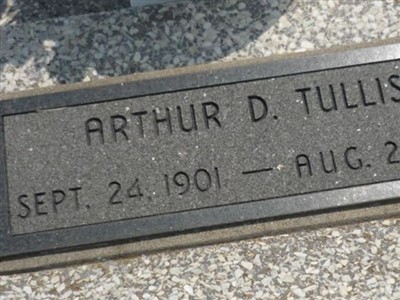 ARTHUR D. TULLIS
SEPT. 24, 1901 — AUG. 2